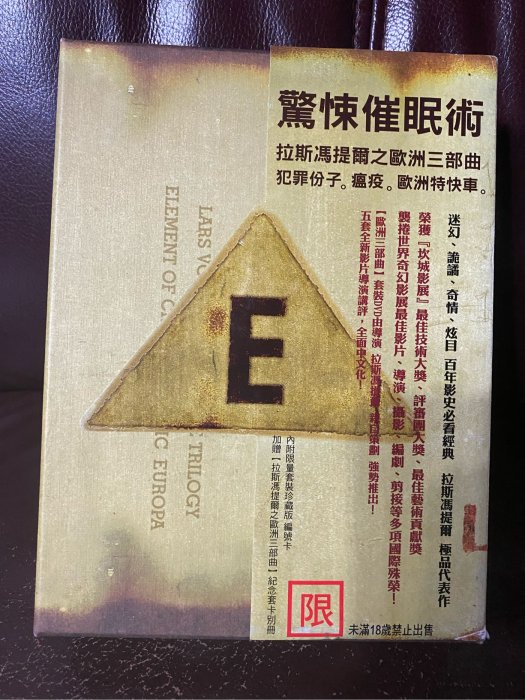 驚悚催眠術
拉斯馮提爾之歐洲三部曲
犯罪份子。瘟疫。歐洲特快車。
迷幻、詭譎、奇情、炫目 百年影史必看經典 拉斯馮提爾 極品代表作
榮獲『坎城影展』最佳技術大獎、評審團大獎、最佳藝術貢獻獎
襲捲世界奇幻影展最佳影片、導演、攝影、編劇、剪接等多項國際殊榮!
【歐洲三部曲】套裝DVD由導演 拉斯馮提爾 策劃 強勢推出!
五套全新影片導演講評,全面中文化!
內附限量套裝珍藏版 編號卡
加贈【拉斯馮提爾之歐洲三部曲】紀念套卡別冊
LARS VO
TRILOGY
ELEMENT OF C
IC EUROPA
E
限
未滿18歲禁止出售